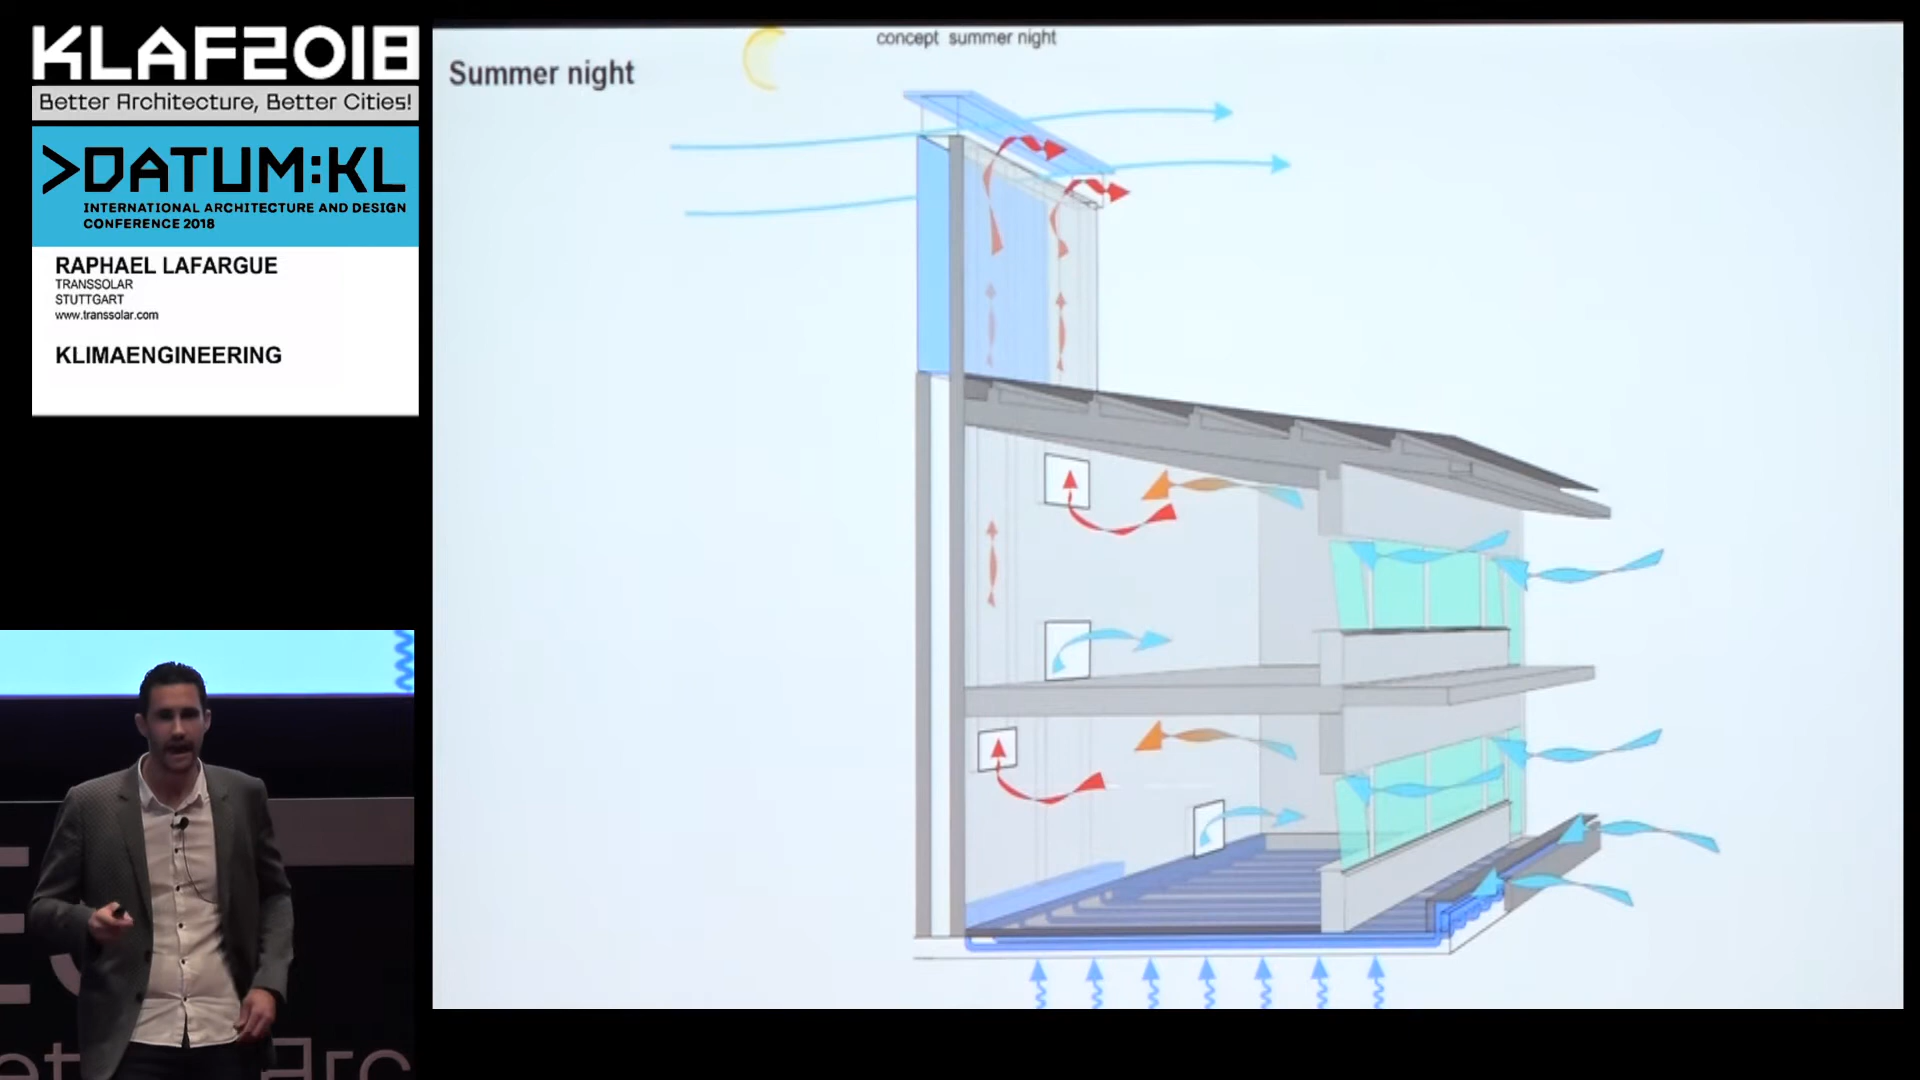 KLAF2018
Better Architecture, Better Cities!
>DATUM:KL
INTERNATIONAL ARCHITECTURE AND DESIGN
CONFERENCE 2018
RAPHAEL LAFARGUE
TRANSSOLAR
STUTTGART
www.transsolar.com
KLIMAENGINEERING
concept summer night
Summer night